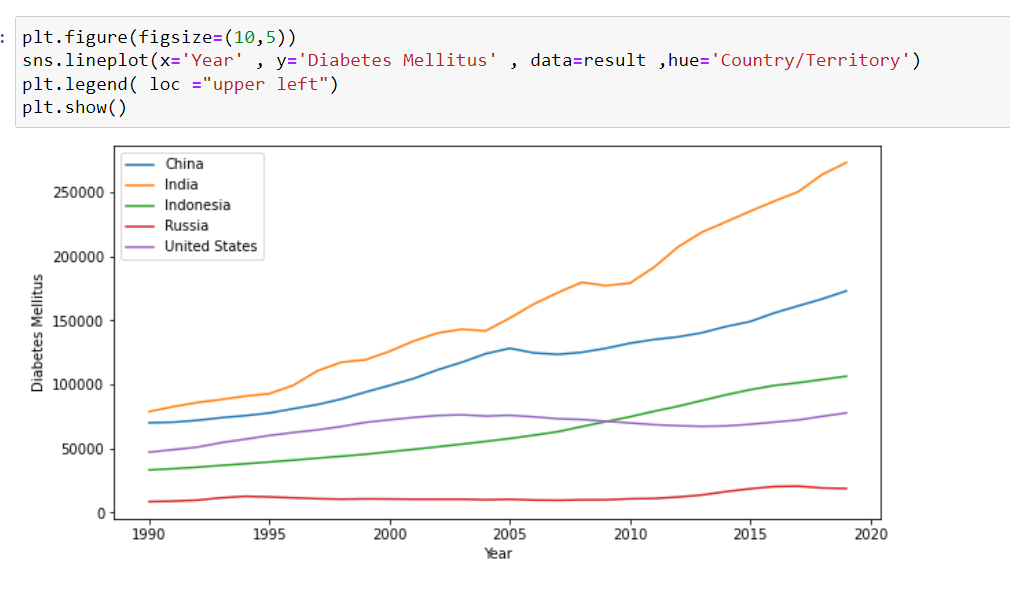 :
plt.figure(figsize=(10,5))
sns.lineplot(x='Year' , y='Diabetes Mellitus' , data=result ,hue='Country/Territory')
plt.legend( loc ="upper left")
plt.show()
China
India
Indonesia
Russia
United States
250000
200000
150000
100000
50000
0
Diabetes Mellitus
1990 1995 2000 2005 2010 2015 2020
Year